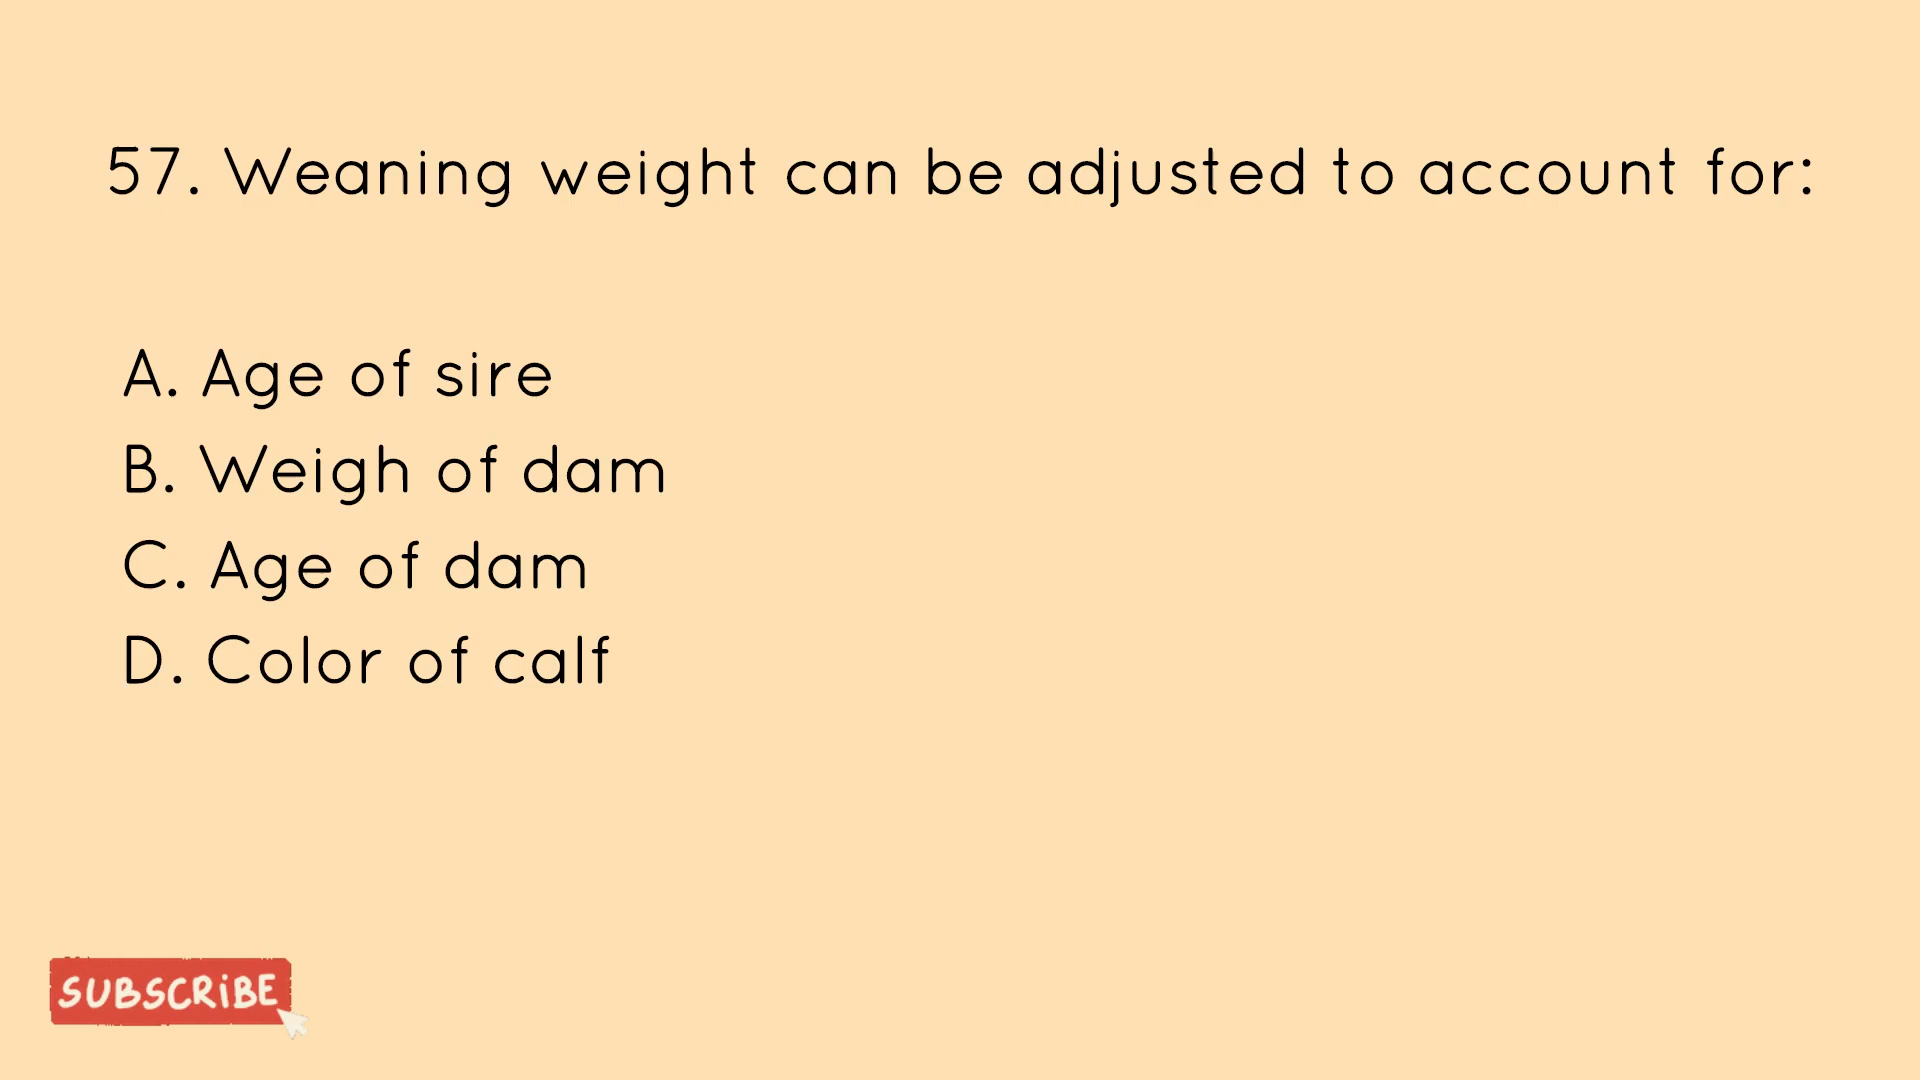 57. Weaning weight can be adjusted to account for:
A. Age of sire
B. Weigh of dam
C. Age of dam
D. Color of calf
SUBSCRiBE